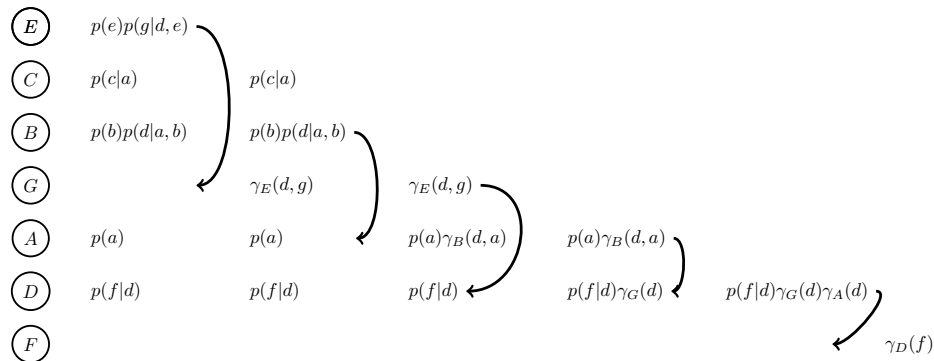 E p(e)p(g|d, e)
C p(c|a) p(c|a)
B p(b)p(d|a, b) p(b)p(d|a, b)
G γ_E(d, g) γ_E(d, g)
A p(a) p(a) p(a)γ_B(d, a) p(a)γ_B(d, a)
D p(f|d) p(f|d) p(f|d) p(f|d)γ_G(d) p(f|d)γ_G(d)γ_A(d)
F γ_D(f)